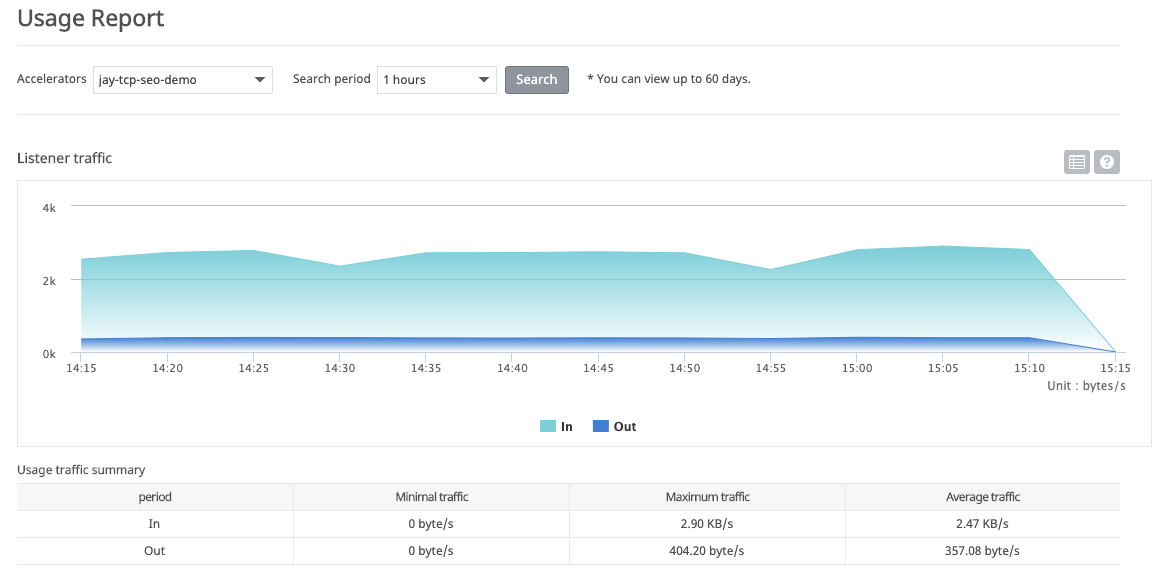 Usage Report
Accelerators jay-tcp-seo-demo Search period 1 hours Search * You can view up to 60 days.
Listener traffic ?
4k
2k
0k
14:15 14:20 14:25 14:30 14:35 14:40 14:45 14:50 14:55 15:00 15:05 15:10 15:15
Unit : bytes/s
In Out
Usage traffic summary
period Minimal traffic Maximum traffic Average traffic
In 0 byte/s 2.90 KB/s 2.47 KB/s
Out 0 byte/s 404.20 byte/s 357.08 byte/s